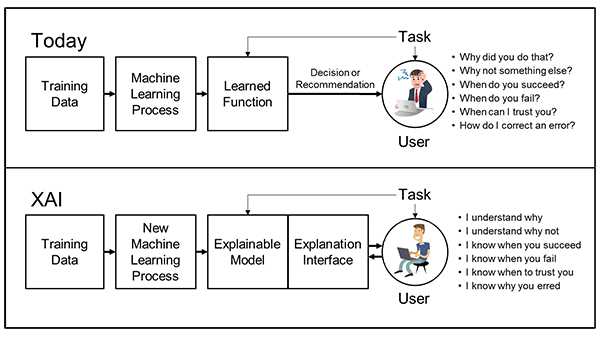 Today
Task
Training
Data
Machine
Learning
Process
Learned
Function
Decision or
Recommendation
User
• Why did you do that?
• Why not something else?
• When do you succeed?
• When do you fail?
• When can I trust you?
• How do I correct an error?
XAI
Task
Training
Data
New
Machine
Learning
Process
Explainable
Model
Explanation
Interface
User
• I understand why
• I understand why not
• I know when you succeed
• I know when you fail
• I know when to trust you
• I know why you erred